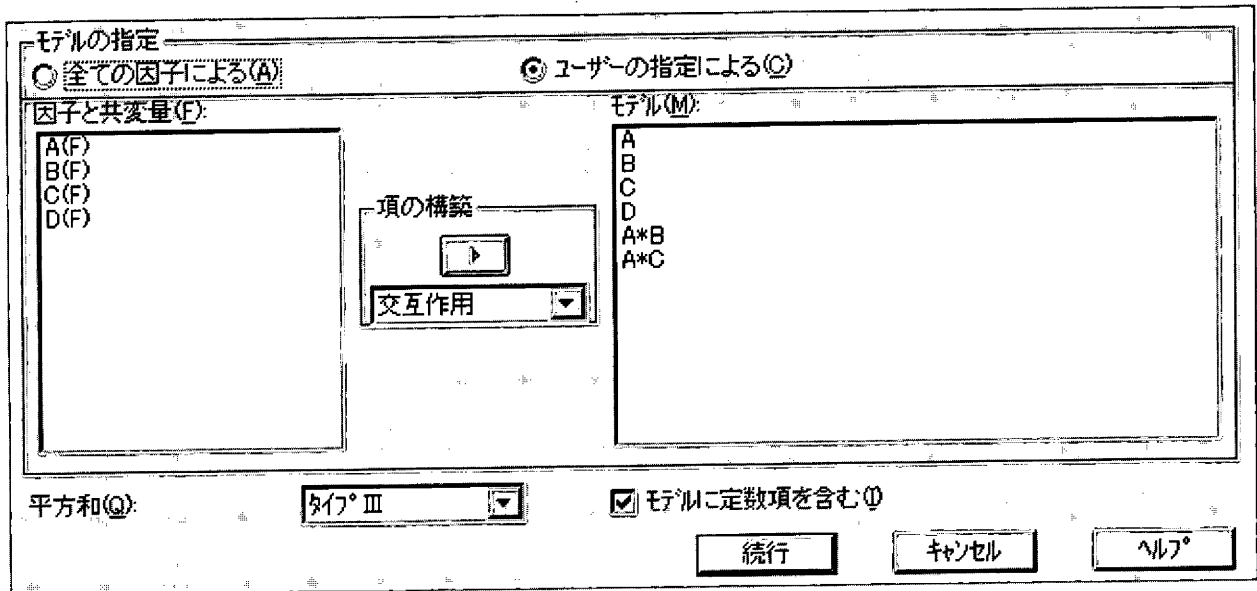 モデルの指定
全ての因子による(A)
ユーザーの指定による(C)
因子と共変量(F):
A(F)
B(F)
C(F)
D(F)
項の構築
交互作用
モデル(M):
A
B
C
D
A*B
A*C
平方和(Q):
タイプ III
モデルに定数項を含む(I)
続行
キャンセル
ヘルプ